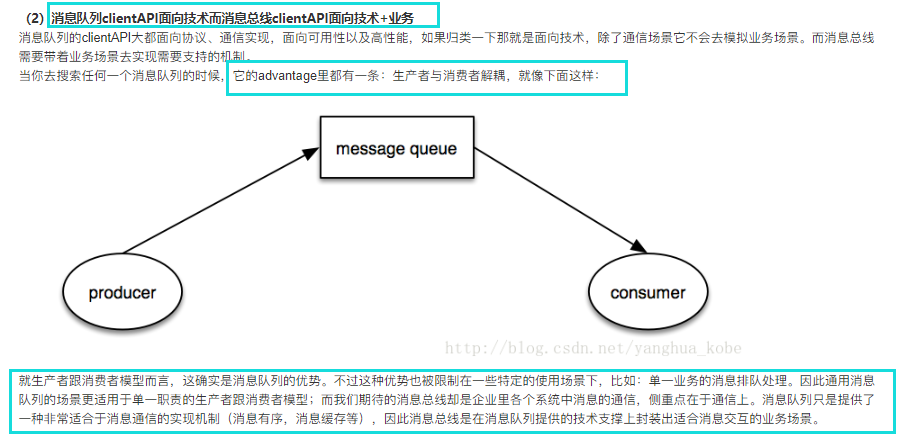 （2）消息队列clientAPI面向技术而消息总线clientAPI面向技术+业务
消息队列的clientAPI大都面向协议、通信实现，面向可用性以及高性能，如果归类一下那就是面向技术，除了通信场景它不会去模拟业务场景。而消息总线
需要带着业务场景去实现需要支持的机制。
当你去搜索任何一个消息队列的时候，它的advantage里都有一条：生产者与消费者解耦，就像下面这样：
message queue
producer
consumer
http://blog.csdn.net/yanghua_kobe
就生产者跟消费者模型而言，这确实是消息队列的优势。不过这种优势也被限制在一些特定的使用场景下，比如：单一业务的消息排队处理。因此通用消息
队列的场景更适用于单一职责的生产者跟消费者模型；而我们期待的消息总线却是企业里各个系统中消息的通信，侧重点在于通信上。消息队列只是提供了
一种非常适合于消息通信的实现机制（消息有序，消息缓存等），因此消息总线是在消息队列提供的技术支撑上封装出适合消息交互的业务场景。